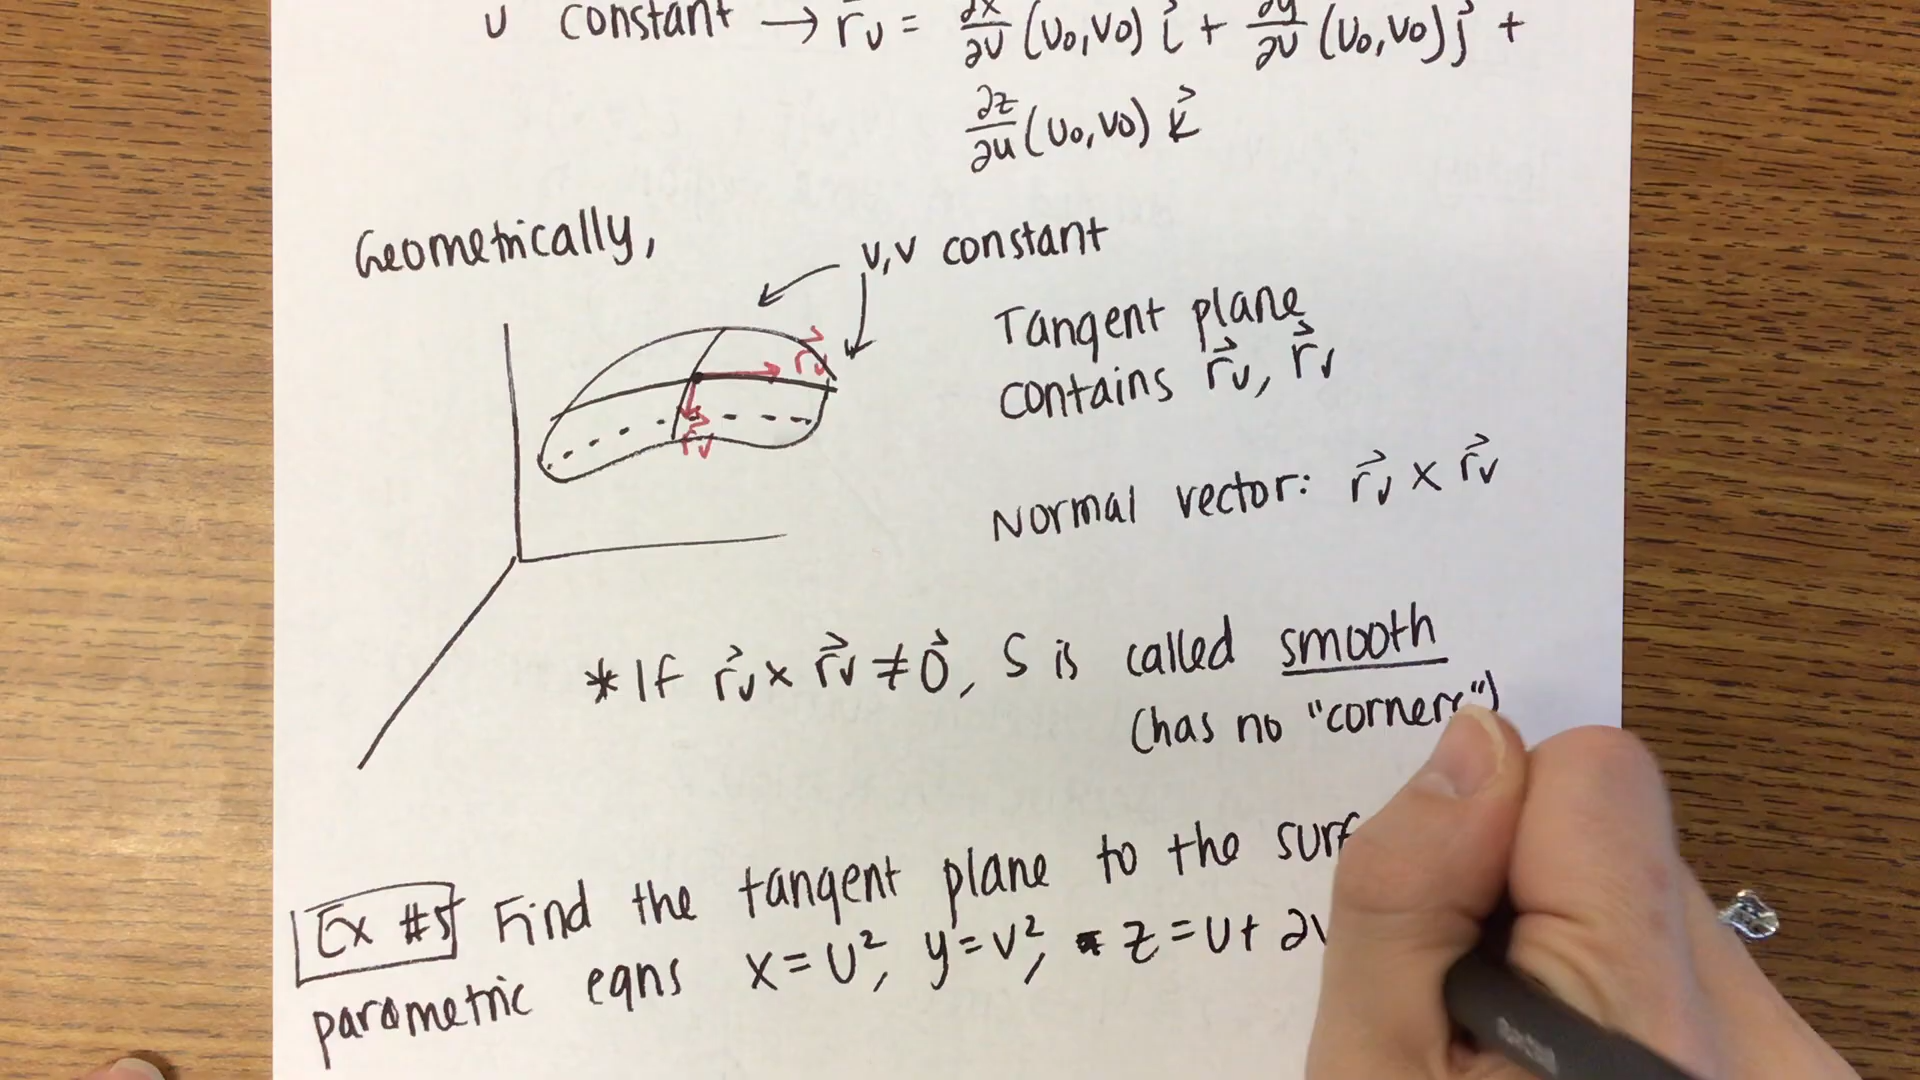 u constant → r⃗v = ∂x/∂v (u₀,v₀) i⃗ + ∂y/∂v (u₀,v₀) j⃗ +
∂z/∂u (u₀,v₀) k⃗
Geometrically,
u,v constant
Tangent plane
contains r⃗u, r⃗v
r⃗u
r⃗v
Normal vector: r⃗u × r⃗v
*If r⃗u × r⃗v ≠ 0⃗, S is called smooth
(has no "corners")
Ex #5 Find the tangent plane to the
parametric eqns x = u², y = v², z = u + 2v